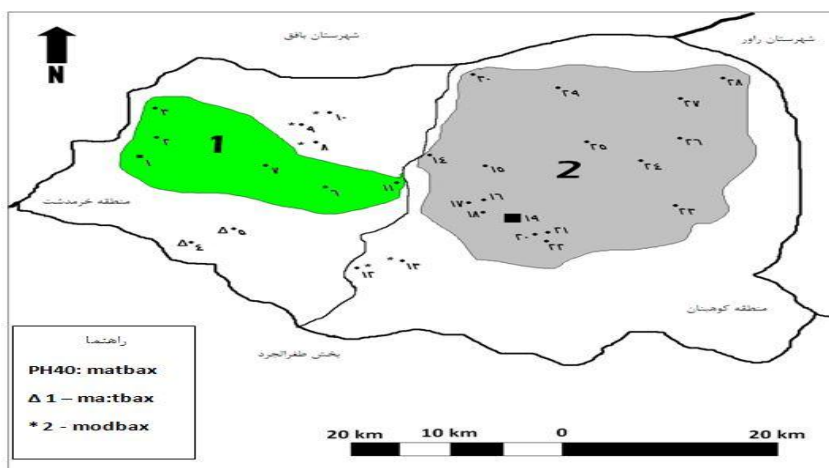 شهرستان بافق
شهرستان راور
N
۳۰
۲۹
۲۸
۲۷
۳
۱۰
۹
۸
۲
1
۱
۷
۶
۱۱
۱۴
۱۵
۲۵
2
۲۶
۲۴
منطقه خرمدشت
۱۷
۱۶
۱۸
۱۹
۲۳
Δ ۵
Δ ۴
۲۰
۲۱
۲۲
* ۱۲
* ۱۳
منطقه کوهبنان
بخش طغرالجرد
راهنما
PH40: matbax
Δ 1 – ma:tbax
* 2 - modbax
20 km 10 km 0 20 km